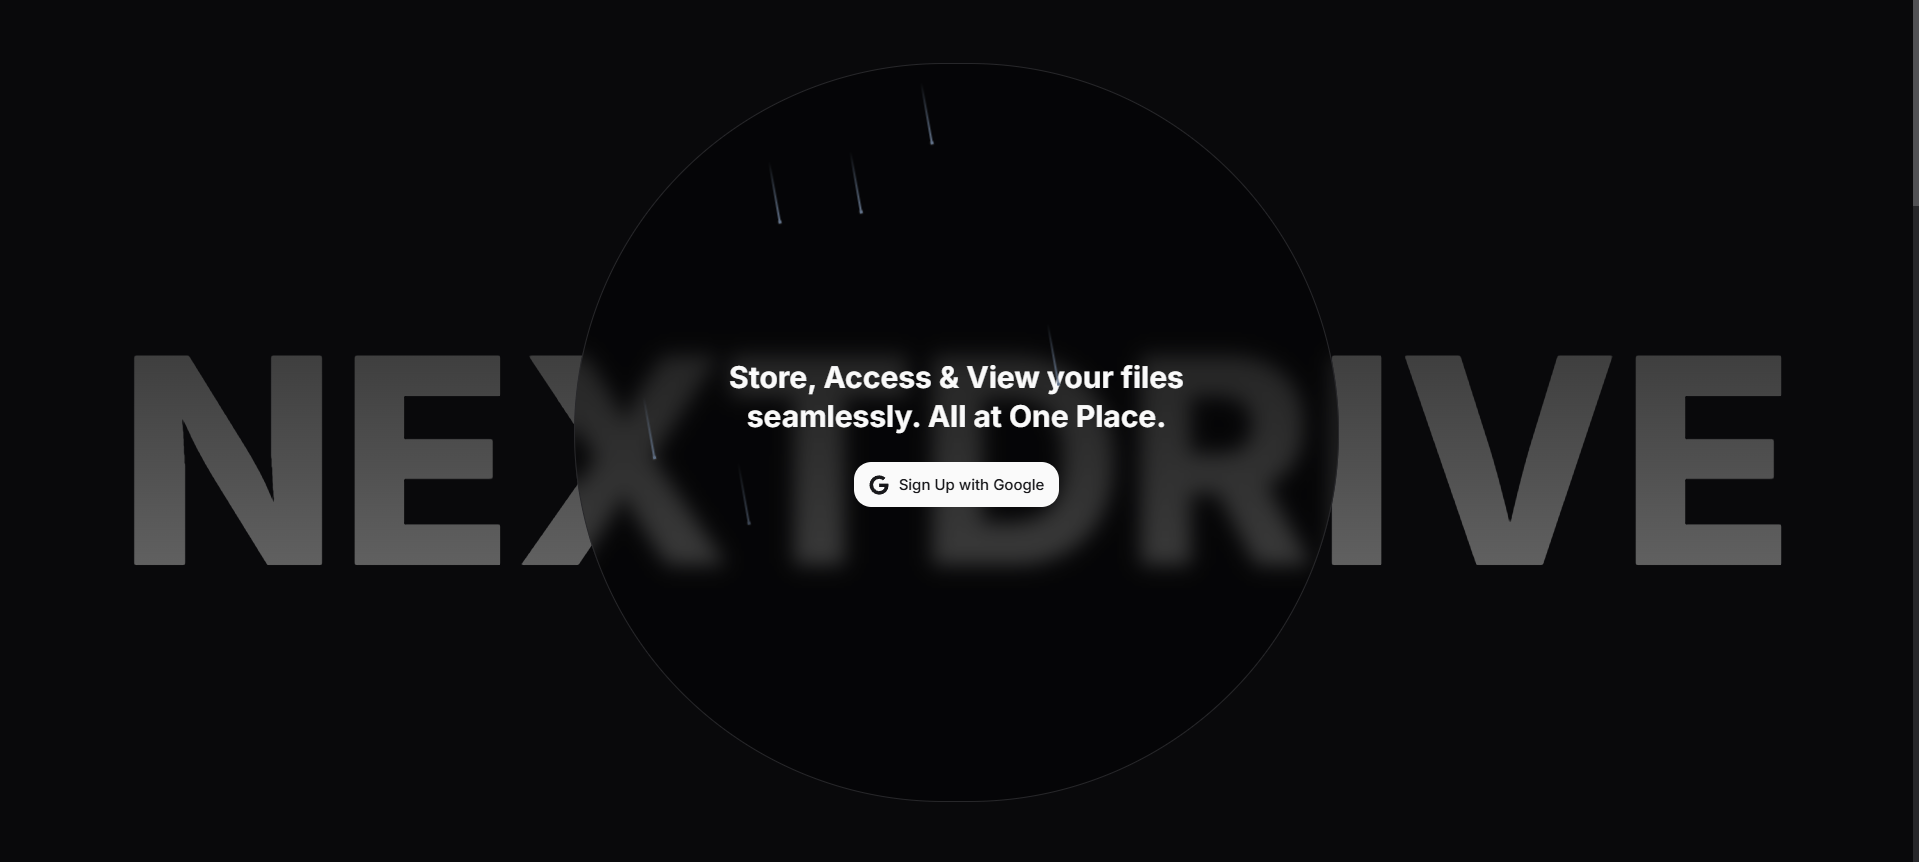 NEXTDRIVE
Store, Access & View your files
seamlessly. All at One Place.
Sign Up with Google